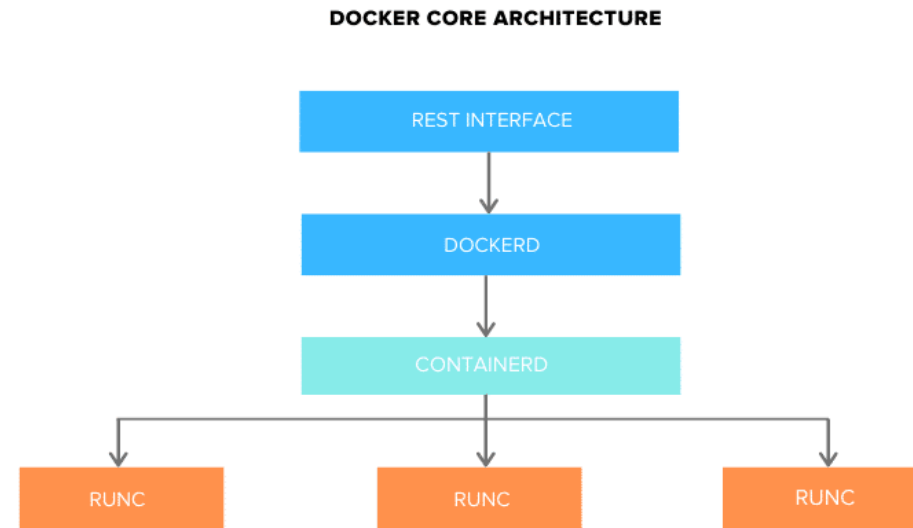 DOCKER CORE ARCHITECTURE
REST INTERFACE
DOCKERD
CONTAINERD
RUNC
RUNC
RUNC